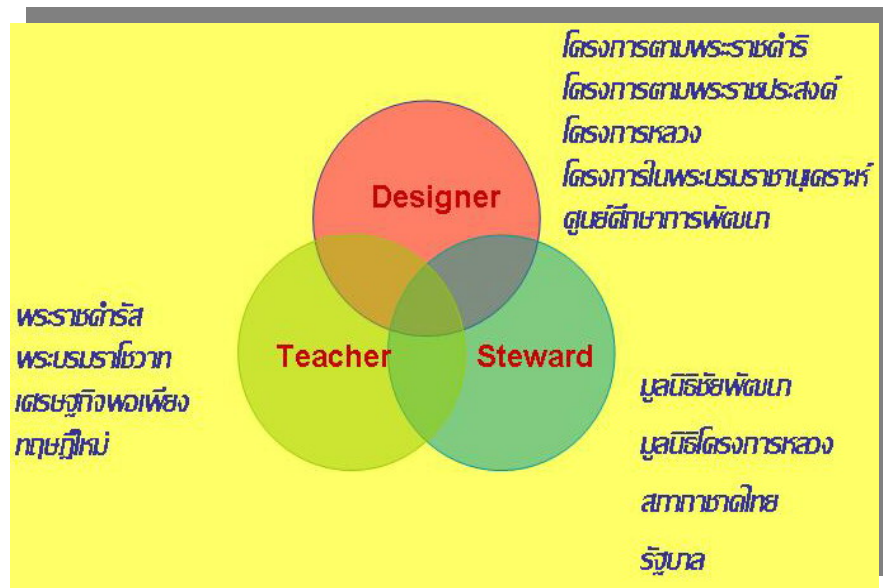 โครงการตามพระราชดำริ
โครงการตามพระราชประสงค์
โครงการหลวง
โครงการในพระบรมราชานุเคราะห์
ศูนย์ศึกษาการพัฒนา
Designer
พระราชดำรัส
พระบรมราโชวาท
เศรษฐกิจพอเพียง
ทฤษฎีใหม่
Teacher
Steward
มูลนิธิชัยพัฒนา
มูลนิธิโครงการหลวง
สภากาชาดไทย
รัฐบาล